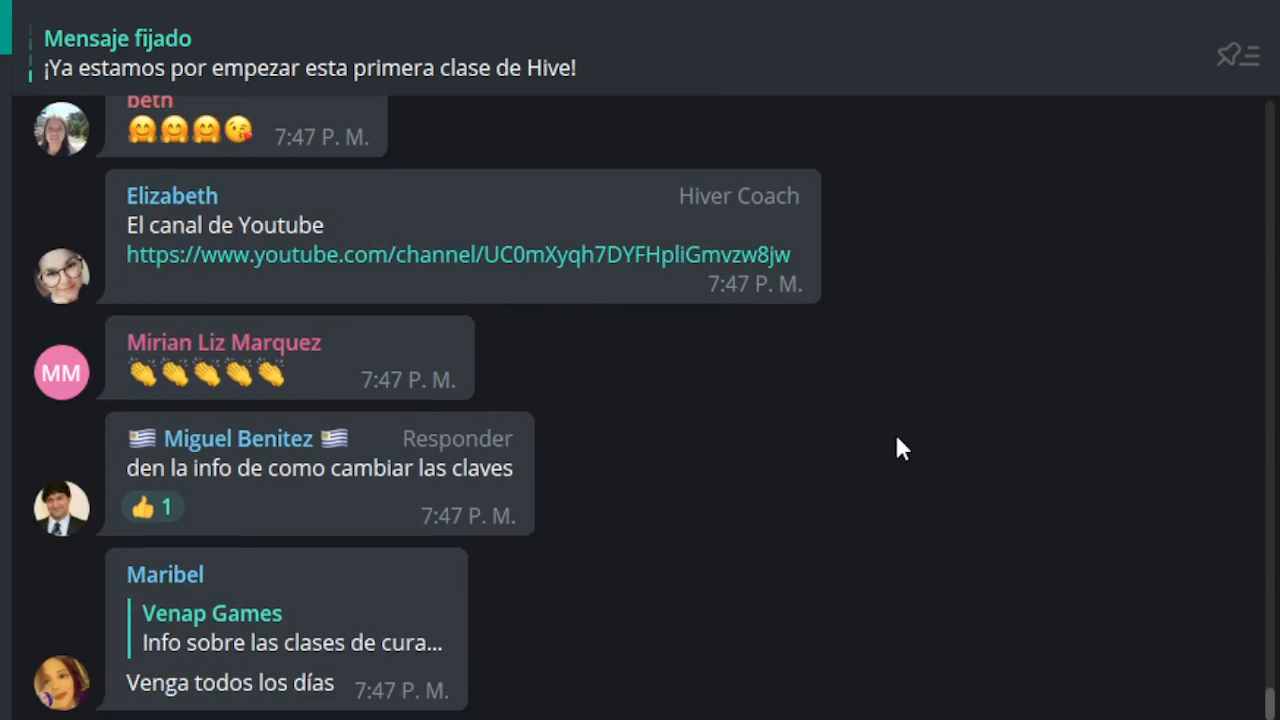 Mensaje fijado
¡Ya estamos por empezar esta primera clase de Hive!
beth
🤗🤗🤗😘 7:47 P. M.
Elizabeth Hiver Coach
El canal de Youtube
https://www.youtube.com/channel/UC0mXyqh7DYFHpliGmvzw8jw
7:47 P. M.
Mirian Liz Marquez
MM 👏👏👏👏👏 7:47 P. M.
🇺🇾 Miguel Benitez 🇺🇾 Responder
den la info de como cambiar las claves
👍 1 7:47 P. M.
Maribel
Venap Games
Info sobre las clases de cura...
Venga todos los días 7:47 P. M.